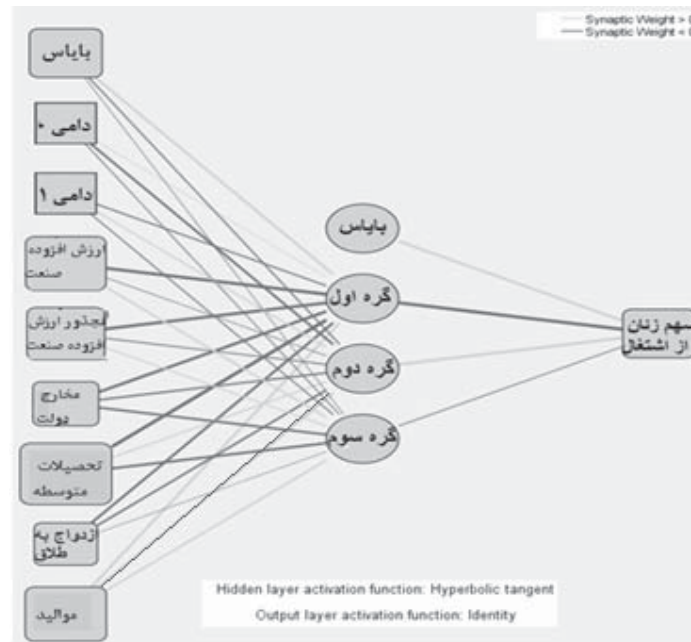 Synaptic Weight > 0
Synaptic Weight < 0
بایاس
دامی ۰
دامی ۱
ارزش افزوده
صنعت
مجذور ارزش
افزوده صنعت
مخارج
دولت
تحصیلات
متوسطه
ازدواج به
طلاق
موالید
بایاس
گره اول
گره دوم
گره سوم
سهم زنان
از اشتغال
Hidden layer activation function: Hyperbolic tangent
Output layer activation function: Identity